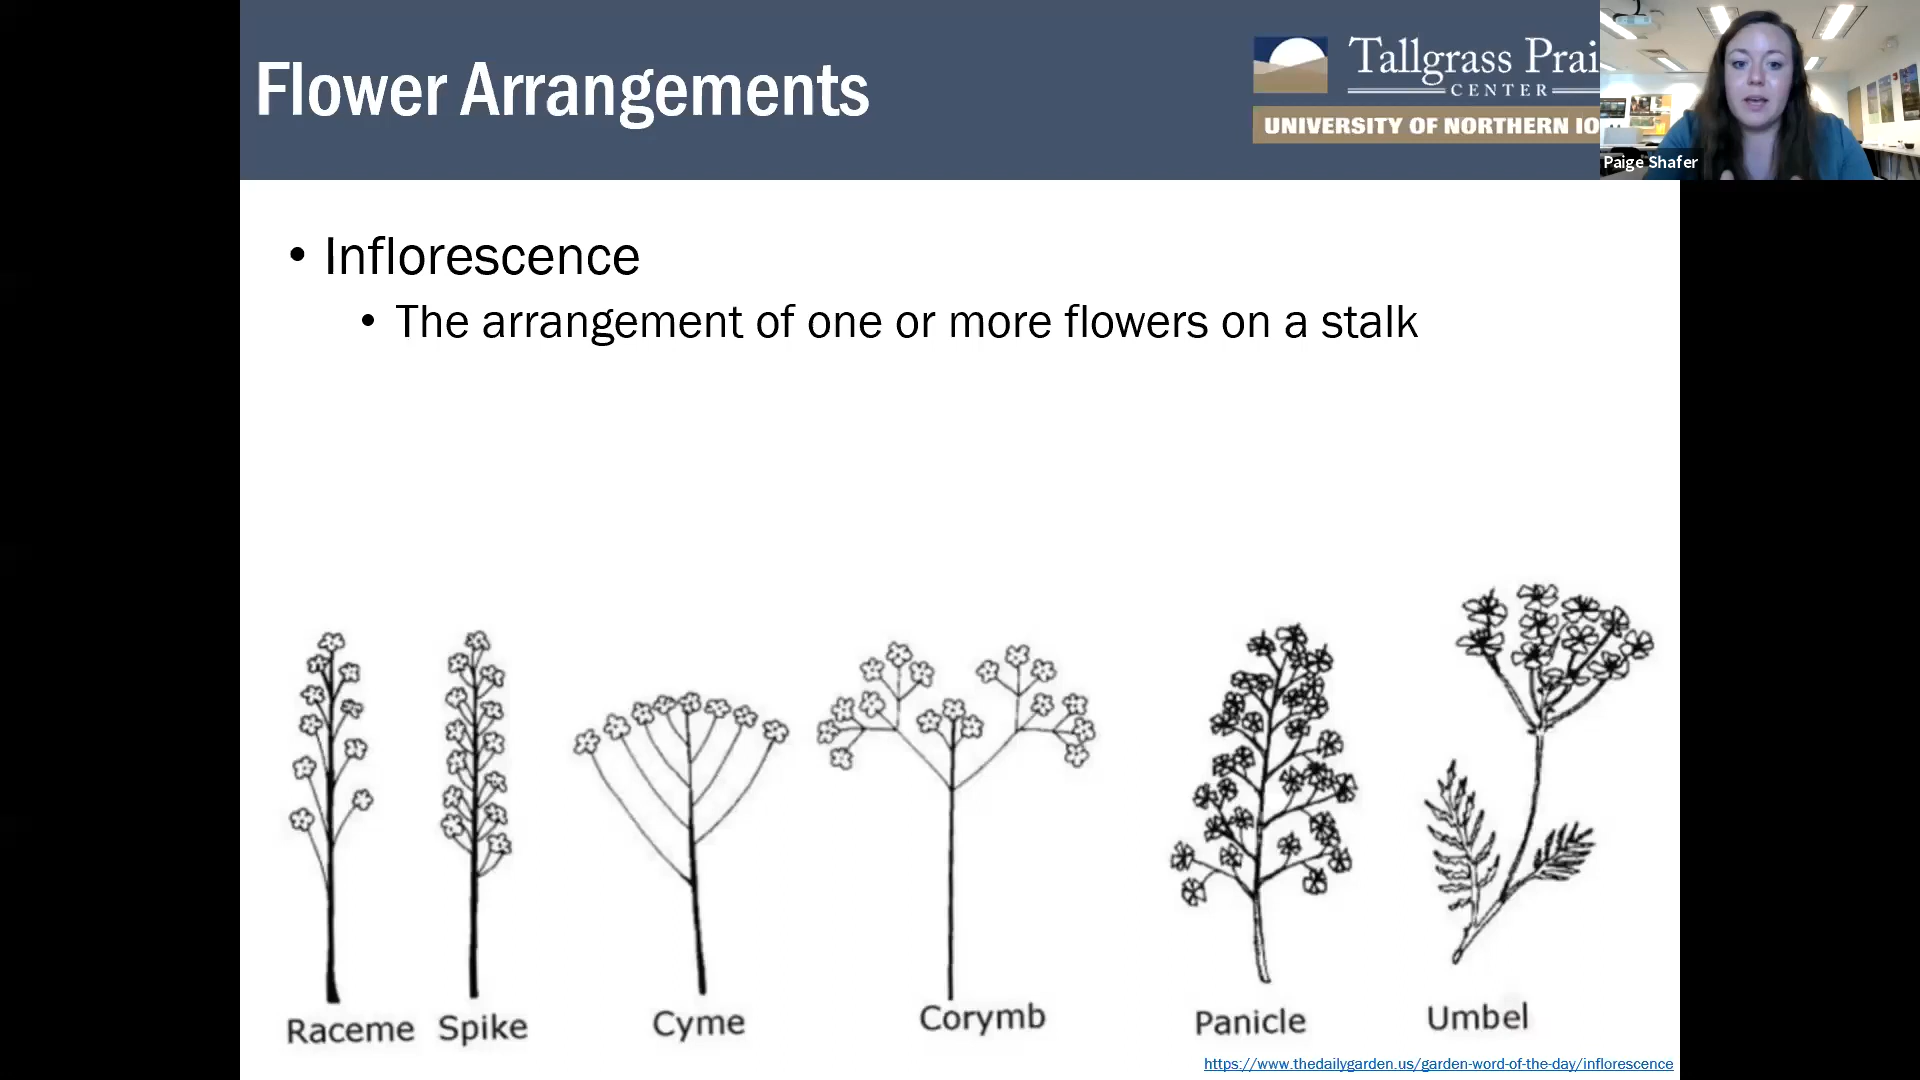 Flower Arrangements
Tallgrass Prai
CENTER
UNIVERSITY OF NORTHERN IO
Paige Shafer
• Inflorescence
• The arrangement of one or more flowers on a stalk
Raceme Spike Cyme Corymb Panicle Umbel
https://www.thedailygarden.us/garden-word-of-the-day/inflorescence